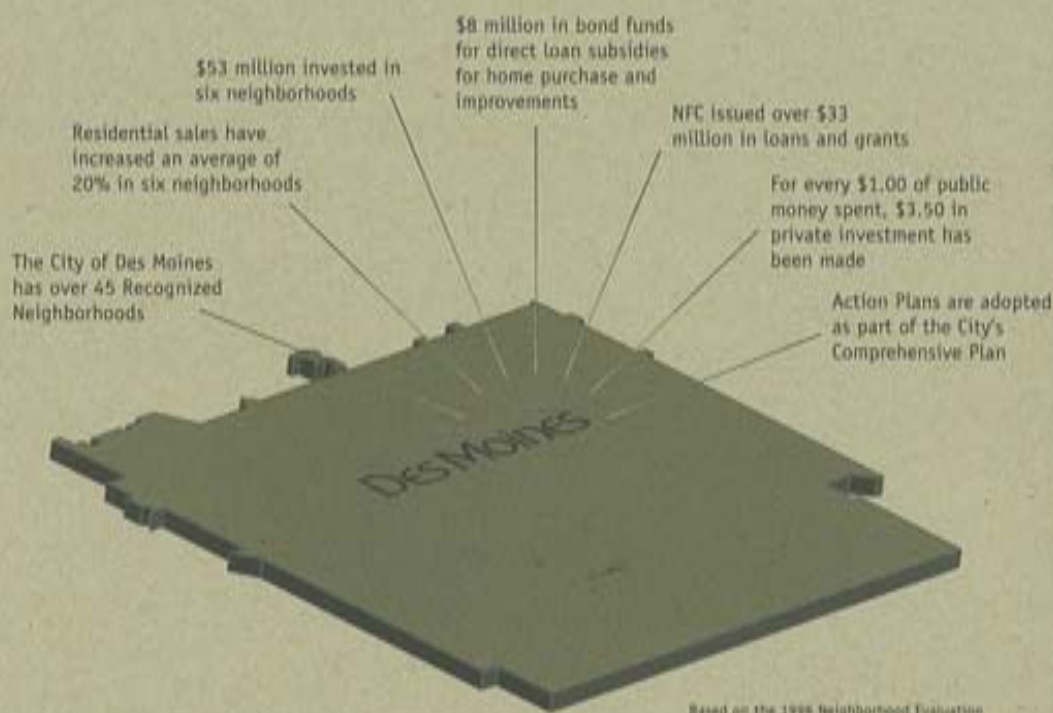 $8 million in bond funds
for direct loan subsidies
for home purchase and
improvements
$53 million invested in
six neighborhoods
NFC issued over $33
million in loans and grants
Residential sales have
increased an average of
20% in six neighborhoods
For every $1.00 of public
money spent, $3.50 in
private investment has
been made
The City of Des Moines
has over 45 Recognized
Neighborhoods
Action Plans are adopted
as part of the City's
Comprehensive Plan
Des Moines
Based on the 1998 Neighborhood Evaluation